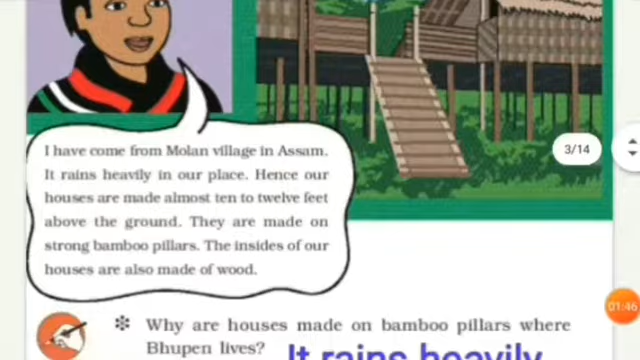 I have come from Molan village in Assam.
It rains heavily in our place. Hence our
houses are made almost ten to twelve feet
above the ground. They are made on
strong bamboo pillars. The insides of our
houses are also made of wood.
3/14
01:46
Why are houses made on bamboo pillars where
Bhupen lives?
It rains heavily